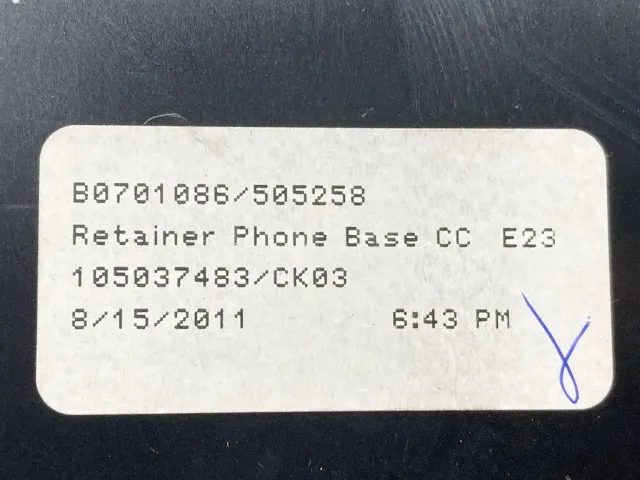 B0701086/505258
Retainer Phone Base CC E23
105037483/CK03
8/15/2011 6:43 PM